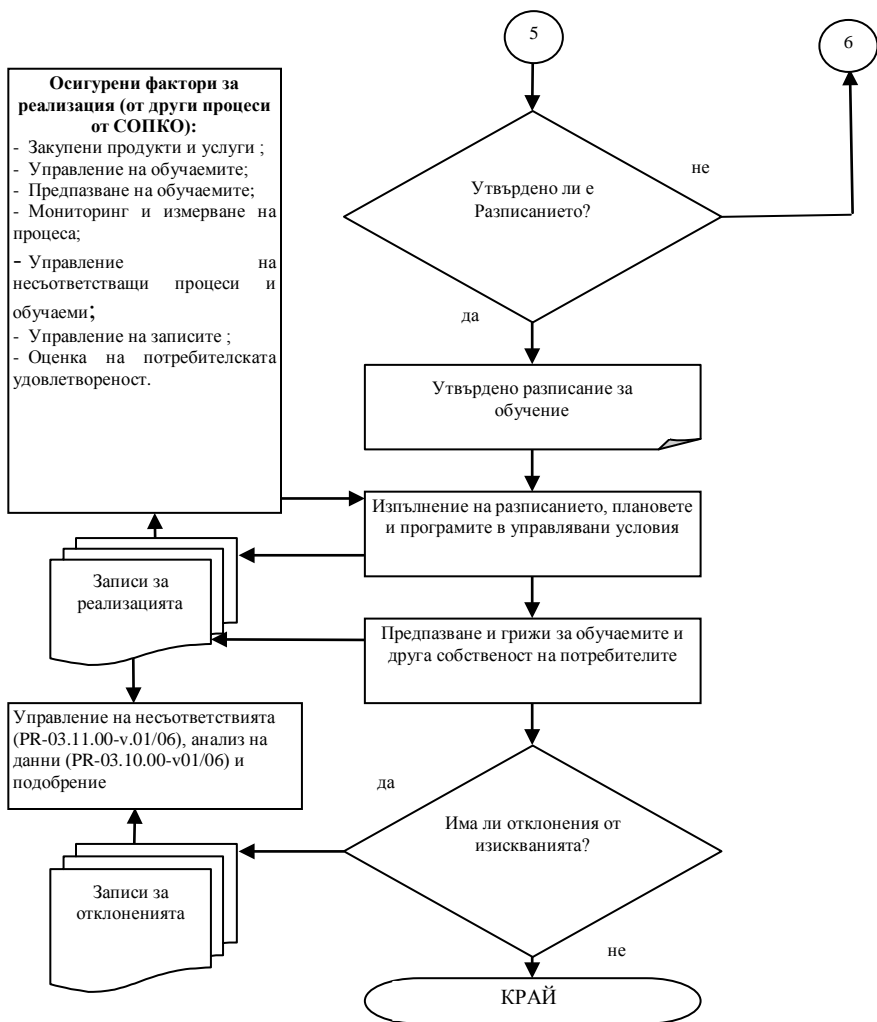 5
6
Осигурени фактори за
реализация (от други процеси
от СОПКО):
- Закупени продукти и услуги ;
- Управление на обучаемите;
- Предпазване на обучаемите;
- Мониторинг и измерване на
процеса;
- Управление на
несъответстващи процеси и
обучаеми;
- Управление на записите ;
- Оценка на потребителската
удовлетвореност.
Утвърдено ли е
Разписанието?
не
да
Утвърдено разписание за
обучение
Изпълнение на разписанието, плановете
и програмите в управлявани условия
Записи за
реализацията
Предпазване и грижи за обучаемите и
друга собственост на потребителите
Управление на несъответствията
(PR-03.11.00-v.01/06), анализ на
данни (PR-03.10.00-v01/06) и
подобрение
да
Има ли отклонения от
изискванията?
Записи за
отклоненията
не
КРАЙ